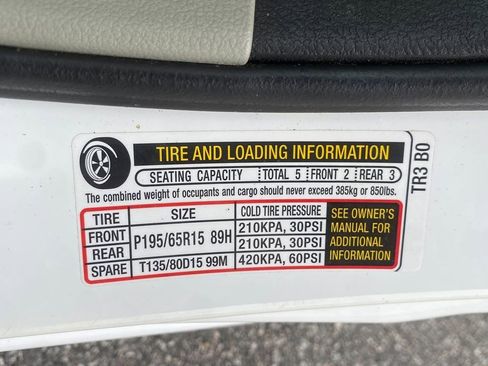 TIRE AND LOADING INFORMATION
SEATING CAPACITY TOTAL 5 FRONT 2 REAR 3
The combined weight of occupants and cargo should never exceed 385kg or 850lbs.
TIRE SIZE COLD TIRE PRESSURE
FRONT P195/65R15 89H 210KPA, 30PSI
REAR 210KPA, 30PSI
SPARE T135/80D15 99M 420KPA, 60PSI
SEE OWNER'S
MANUAL FOR
ADDITIONAL
INFORMATION
TR3 B0